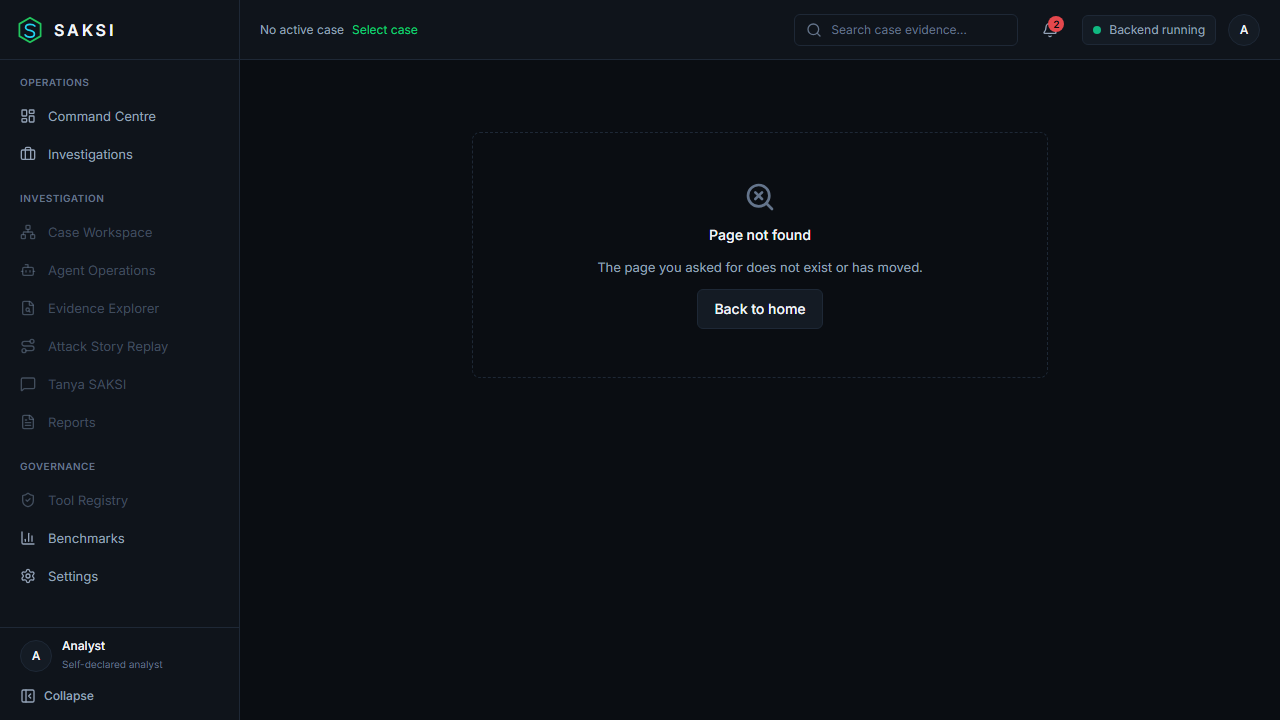 SAKSI
No active case Select case
Search case evidence...
2
Backend running
A
OPERATIONS
Command Centre
Investigations
INVESTIGATION
Case Workspace
Agent Operations
Evidence Explorer
Attack Story Replay
Tanya SAKSI
Reports
GOVERNANCE
Tool Registry
Benchmarks
Settings
A
Analyst
Self-declared analyst
Collapse
Page not found
The page you asked for does not exist or has moved.
Back to home